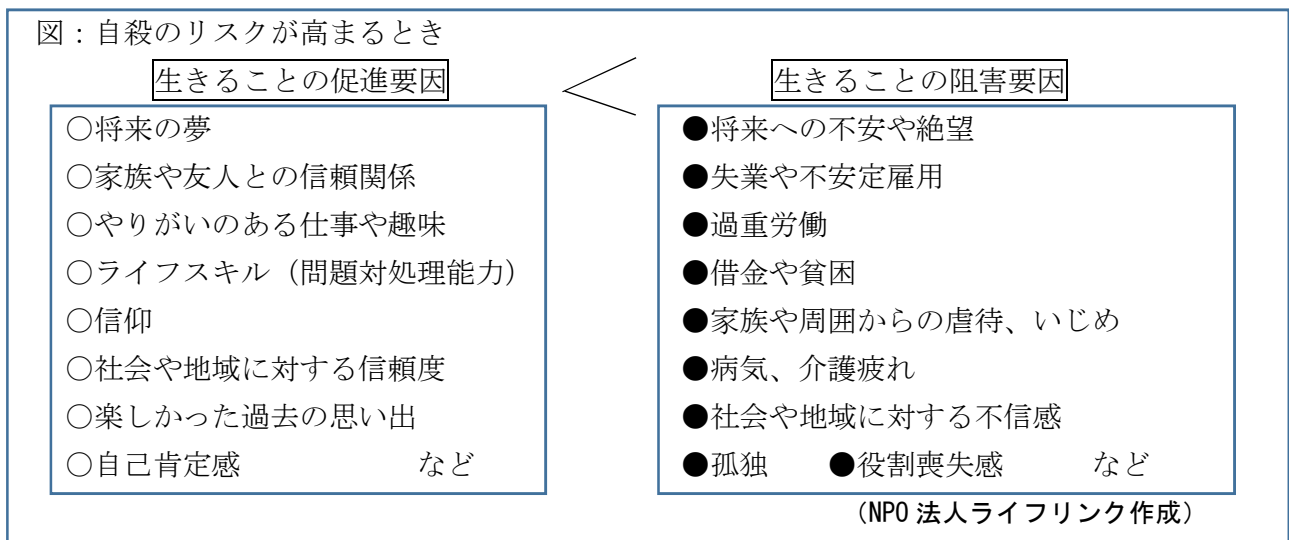 図：自殺のリスクが高まるとき
生きることの促進要因 < 生きることの阻害要因
○将来の夢
○家族や友人との信頼関係
○やりがいのある仕事や趣味
○ライフスキル（問題対処理能力）
○信仰
○社会や地域に対する信頼度
○楽しかった過去の思い出
○自己肯定感 など
●将来への不安や絶望
●失業や不安定雇用
●過重労働
●借金や貧困
●家族や周囲からの虐待、いじめ
●病気、介護疲れ
●社会や地域に対する不信感
●孤独 ●役割喪失感 など
（NPO法人ライフリンク作成）